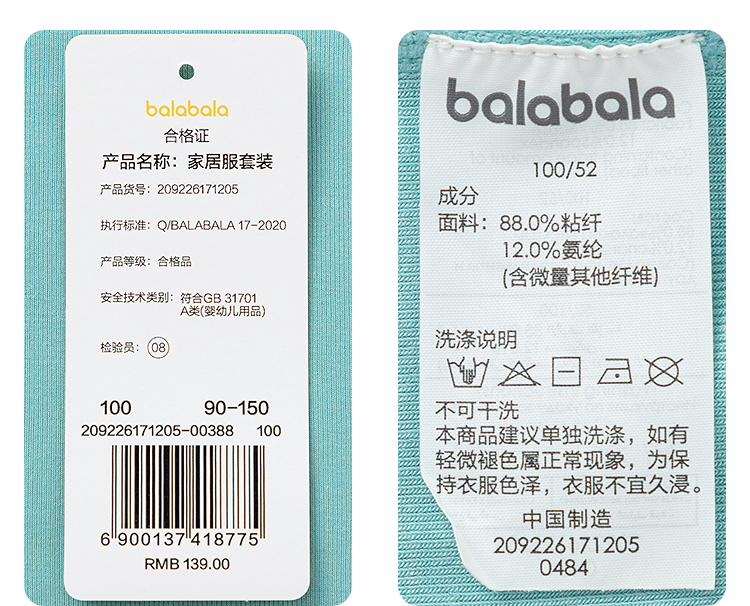 balabala
合格证
产品名称：家居服套装
产品货号：209226171205
执行标准：Q/BALABALA 17-2020
产品等级：合格品
安全技术类别：符合GB 31701
A类(婴幼儿用品)
检验员：08
100 90-150
209226171205-00388 100
6 900137 418775
RMB 139.00
balabala
100/52
成分
面料：88.0%粘纤
12.0%氨纶
(含微量其他纤维)
洗涤说明
不可干洗
本商品建议单独洗涤，如有
轻微褪色属正常现象，为保
持衣服色泽，衣服不宜久浸。
中国制造
209226171205
0484